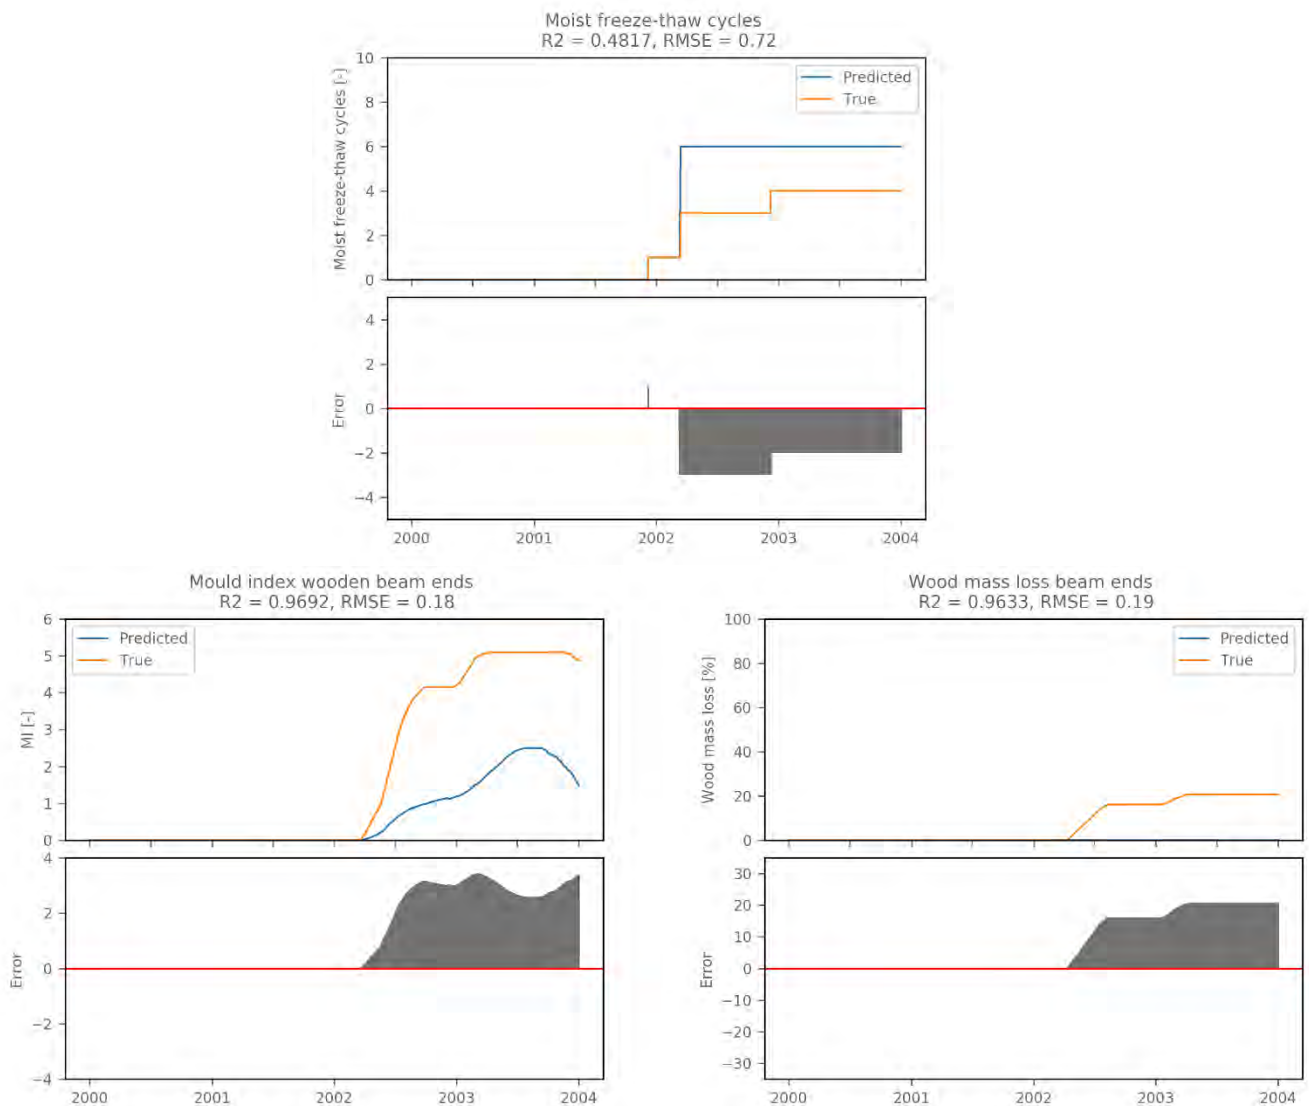 Moist freeze-thaw cycles
R2 = 0.4817, RMSE = 0.72
Moist freeze-thaw cycles [-]
10
8
6
4
2
0
Predicted
True
Error
4
2
0
−2
−4
2000
2001
2002
2003
2004
Mould index wooden beam ends
R2 = 0.9692, RMSE = 0.18
MI [-]
6
5
4
3
2
1
0
Predicted
True
Error
4
2
0
−2
−4
2000
2001
2002
2003
2004
Wood mass loss beam ends
R2 = 0.9633, RMSE = 0.19
Wood mass loss [%]
100
80
60
40
20
0
Predicted
True
Error
30
20
10
0
−10
−20
−30
2000
2001
2002
2003
2004